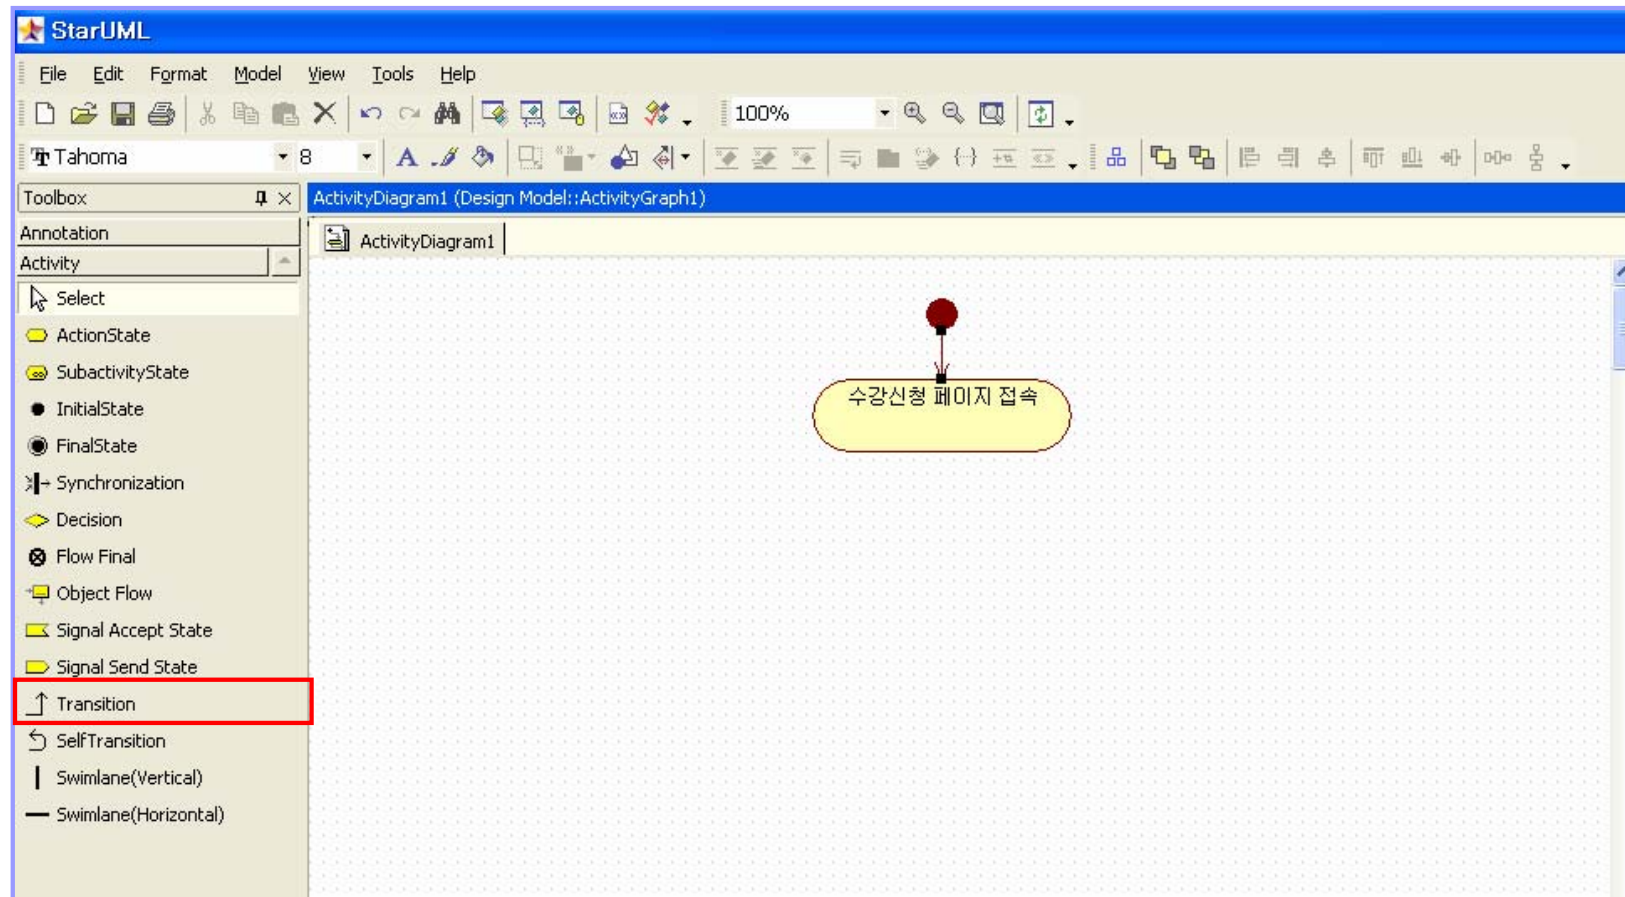 StarUML
File Edit Format Model View Tools Help
100%
Tahoma 8
Toolbox
ActivityDiagram1 (Design Model::ActivityGraph1)
Annotation
ActivityDiagram1
Activity
Select
ActionState
SubactivityState
InitialState
FinalState
Synchronization
Decision
Flow Final
Object Flow
Signal Accept State
Signal Send State
Transition
SelfTransition
Swimlane(Vertical)
Swimlane(Horizontal)
수강신청 페이지 접속